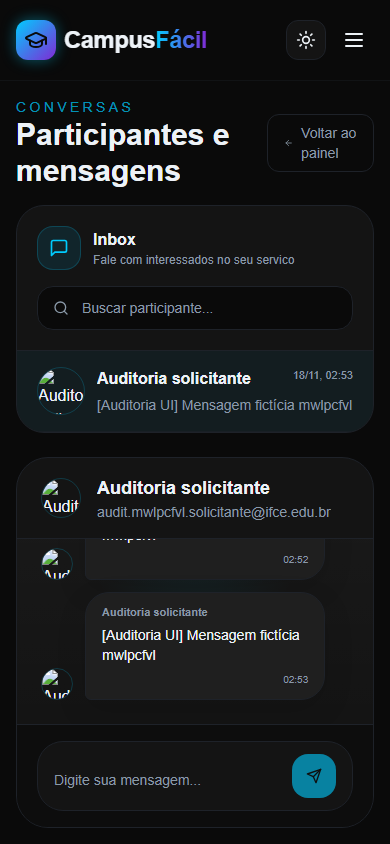 CampusFácil
CONVERSAS
Participantes e
mensagens
Voltar ao
painel
Inbox
Fale com interessados no seu servico
Buscar participante...
Audito
Auditoria solicitante
18/11, 02:53
[Auditoria UI] Mensagem fictícia mwlpcfvl
Audit
Auditoria solicitante
audit.mwlpcfvl.solicitante@ifce.edu.br
02:52
Auditoria solicitante
[Auditoria UI] Mensagem fictícia
mwlpcfvl
02:53
Digite sua mensagem...